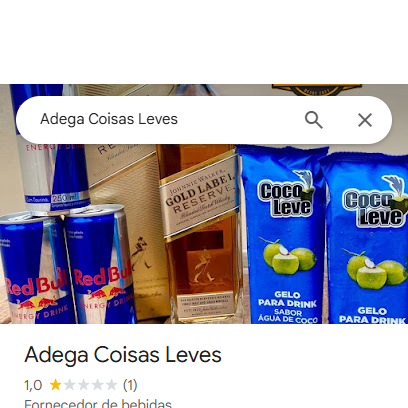 Adega Coisas Leves
ENERGY DRINK
250ml
JOHNNIE WALKER
GOLD LABEL
RESERVE
Coco
Leve
GELO
PARA DRINK
SABOR
ÁGUA DE COCO
Coco
Leve
GELO
PARA DRINK
Red Bull
ENERGY DRINK
Red Bull
ENERGY DRINK
Adega Coisas Leves
1,0 (1)
Fornecedor de bebidas